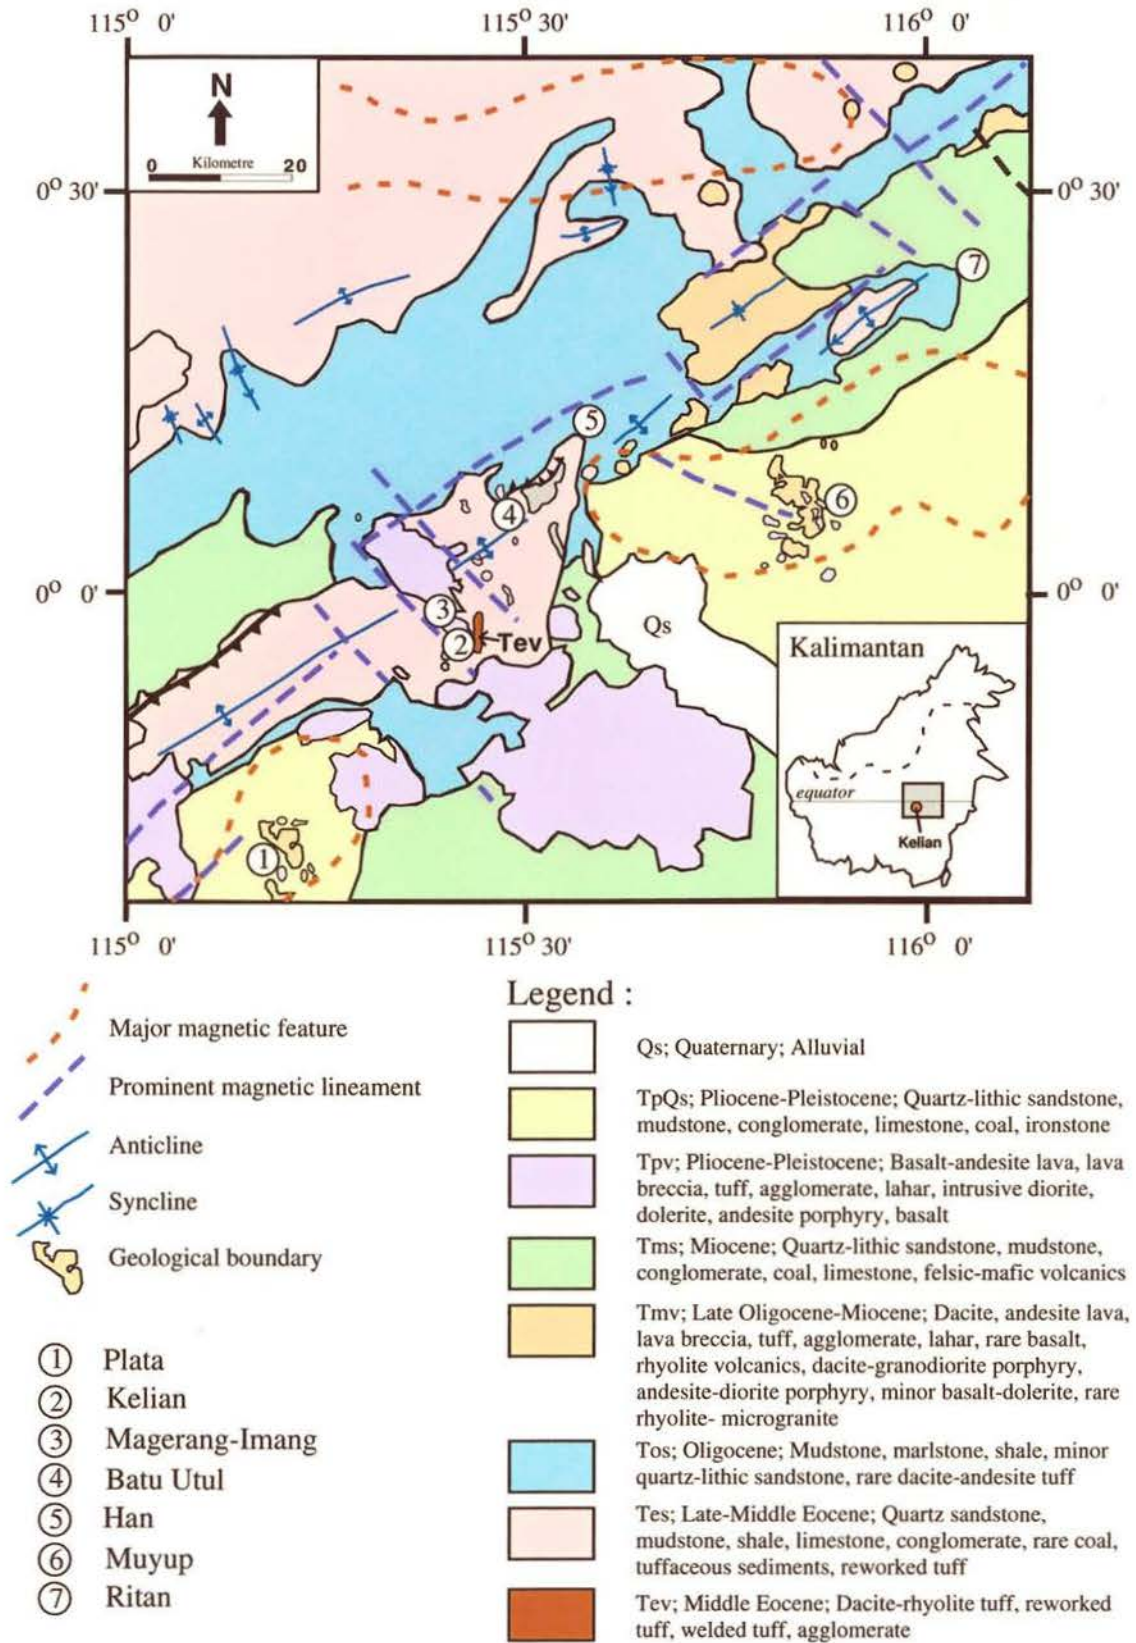 115° 0' 115° 30' 116° 0'
N
0 Kilometre 20
0° 30' 0° 30'
7
5
4
6
0° 0' 0° 0'
3
Qs
2 Tev
Kalimantan
equator
Kelian
1
115° 0' 115° 30' 116° 0'
Major magnetic feature
Prominent magnetic lineament
Anticline
Syncline
Geological boundary
1 Plata
2 Kelian
3 Magerang-Imang
4 Batu Utul
5 Han
6 Muyup
7 Ritan
Legend :
Qs; Quaternary; Alluvial
TpQs; Pliocene-Pleistocene; Quartz-lithic sandstone,
mudstone, conglomerate, limestone, coal, ironstone
Tpv; Pliocene-Pleistocene; Basalt-andesite lava, lava
breccia, tuff, agglomerate, lahar, intrusive diorite,
dolerite, andesite porphyry, basalt
Tms; Miocene; Quartz-lithic sandstone, mudstone,
conglomerate, coal, limestone, felsic-mafic volcanics
Tmv; Late Oligocene-Miocene; Dacite, andesite lava,
lava breccia, tuff, agglomerate, lahar, rare basalt,
rhyolite volcanics, dacite-granodiorite porphyry,
andesite-diorite porphyry, minor basalt-dolerite, rare
rhyolite- microgranite
Tos; Oligocene; Mudstone, marlstone, shale, minor
quartz-lithic sandstone, rare dacite-andesite tuff
Tes; Late-Middle Eocene; Quartz sandstone,
mudstone, shale, limestone, conglomerate, rare coal,
tuffaceous sediments, reworked tuff
Tev; Middle Eocene; Dacite-rhyolite tuff, reworked
tuff, welded tuff, agglomerate